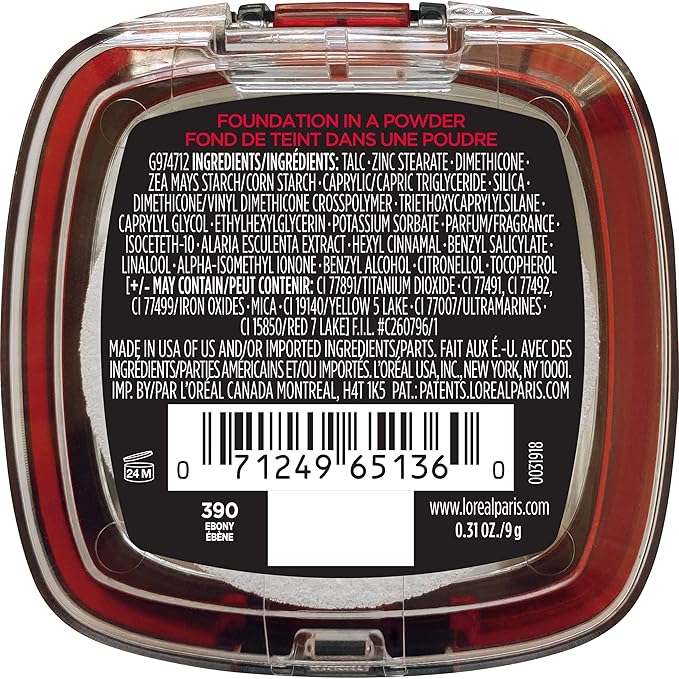 FOUNDATION IN A POWDER
FOND DE TEINT DANS UNE POUDRE
G974712 INGREDIENTS/INGRÉDIENTS: TALC • ZINC STEARATE • DIMETHICONE •
ZEA MAYS STARCH/CORN STARCH • CAPRYLIC/CAPRIC TRIGLYCERIDE • SILICA •
DIMETHICONE/VINYL DIMETHICONE CROSSPOLYMER • TRIETHOXYCAPRYLYLSILANE •
CAPRYLYL GLYCOL • ETHYLHEXYLGLYCERIN • POTASSIUM SORBATE • PARFUM/FRAGRANCE •
ISOCETETH-10 • ALARIA ESCULENTA EXTRACT • HEXYL CINNAMAL • BENZYL SALICYLATE •
LINALOOL • ALPHA-ISOMETHYL IONONE • BENZYL ALCOHOL • CITRONELLOL • TOCOPHEROL
[+/– MAY CONTAIN/PEUT CONTENIR: CI 77891/TITANIUM DIOXIDE • CI 77491, CI 77492,
CI 77499/IRON OXIDES • MICA • CI 19140/YELLOW 5 LAKE • CI 77007/ULTRAMARINES •
CI 15850/RED 7 LAKE] F.I.L. #C260796/1
MADE IN USA OF US AND/OR IMPORTED INGREDIENTS/PARTS. FAIT AUX É.-U. AVEC DES
INGRÉDIENTS/PARTIES AMÉRICAINS ET/OU IMPORTÉS. L'ORÉAL USA, INC., NEW YORK, NY 10001.
IMP. BY/PAR L'ORÉAL CANADA MONTREAL, H4T 1K5 PAT.: PATENTS.LOREALPARIS.COM
24 M
0 71249 65136 0
0031918
390
EBONY
ÉBÈNE
www.lorealparis.com
0.31 OZ./9 g